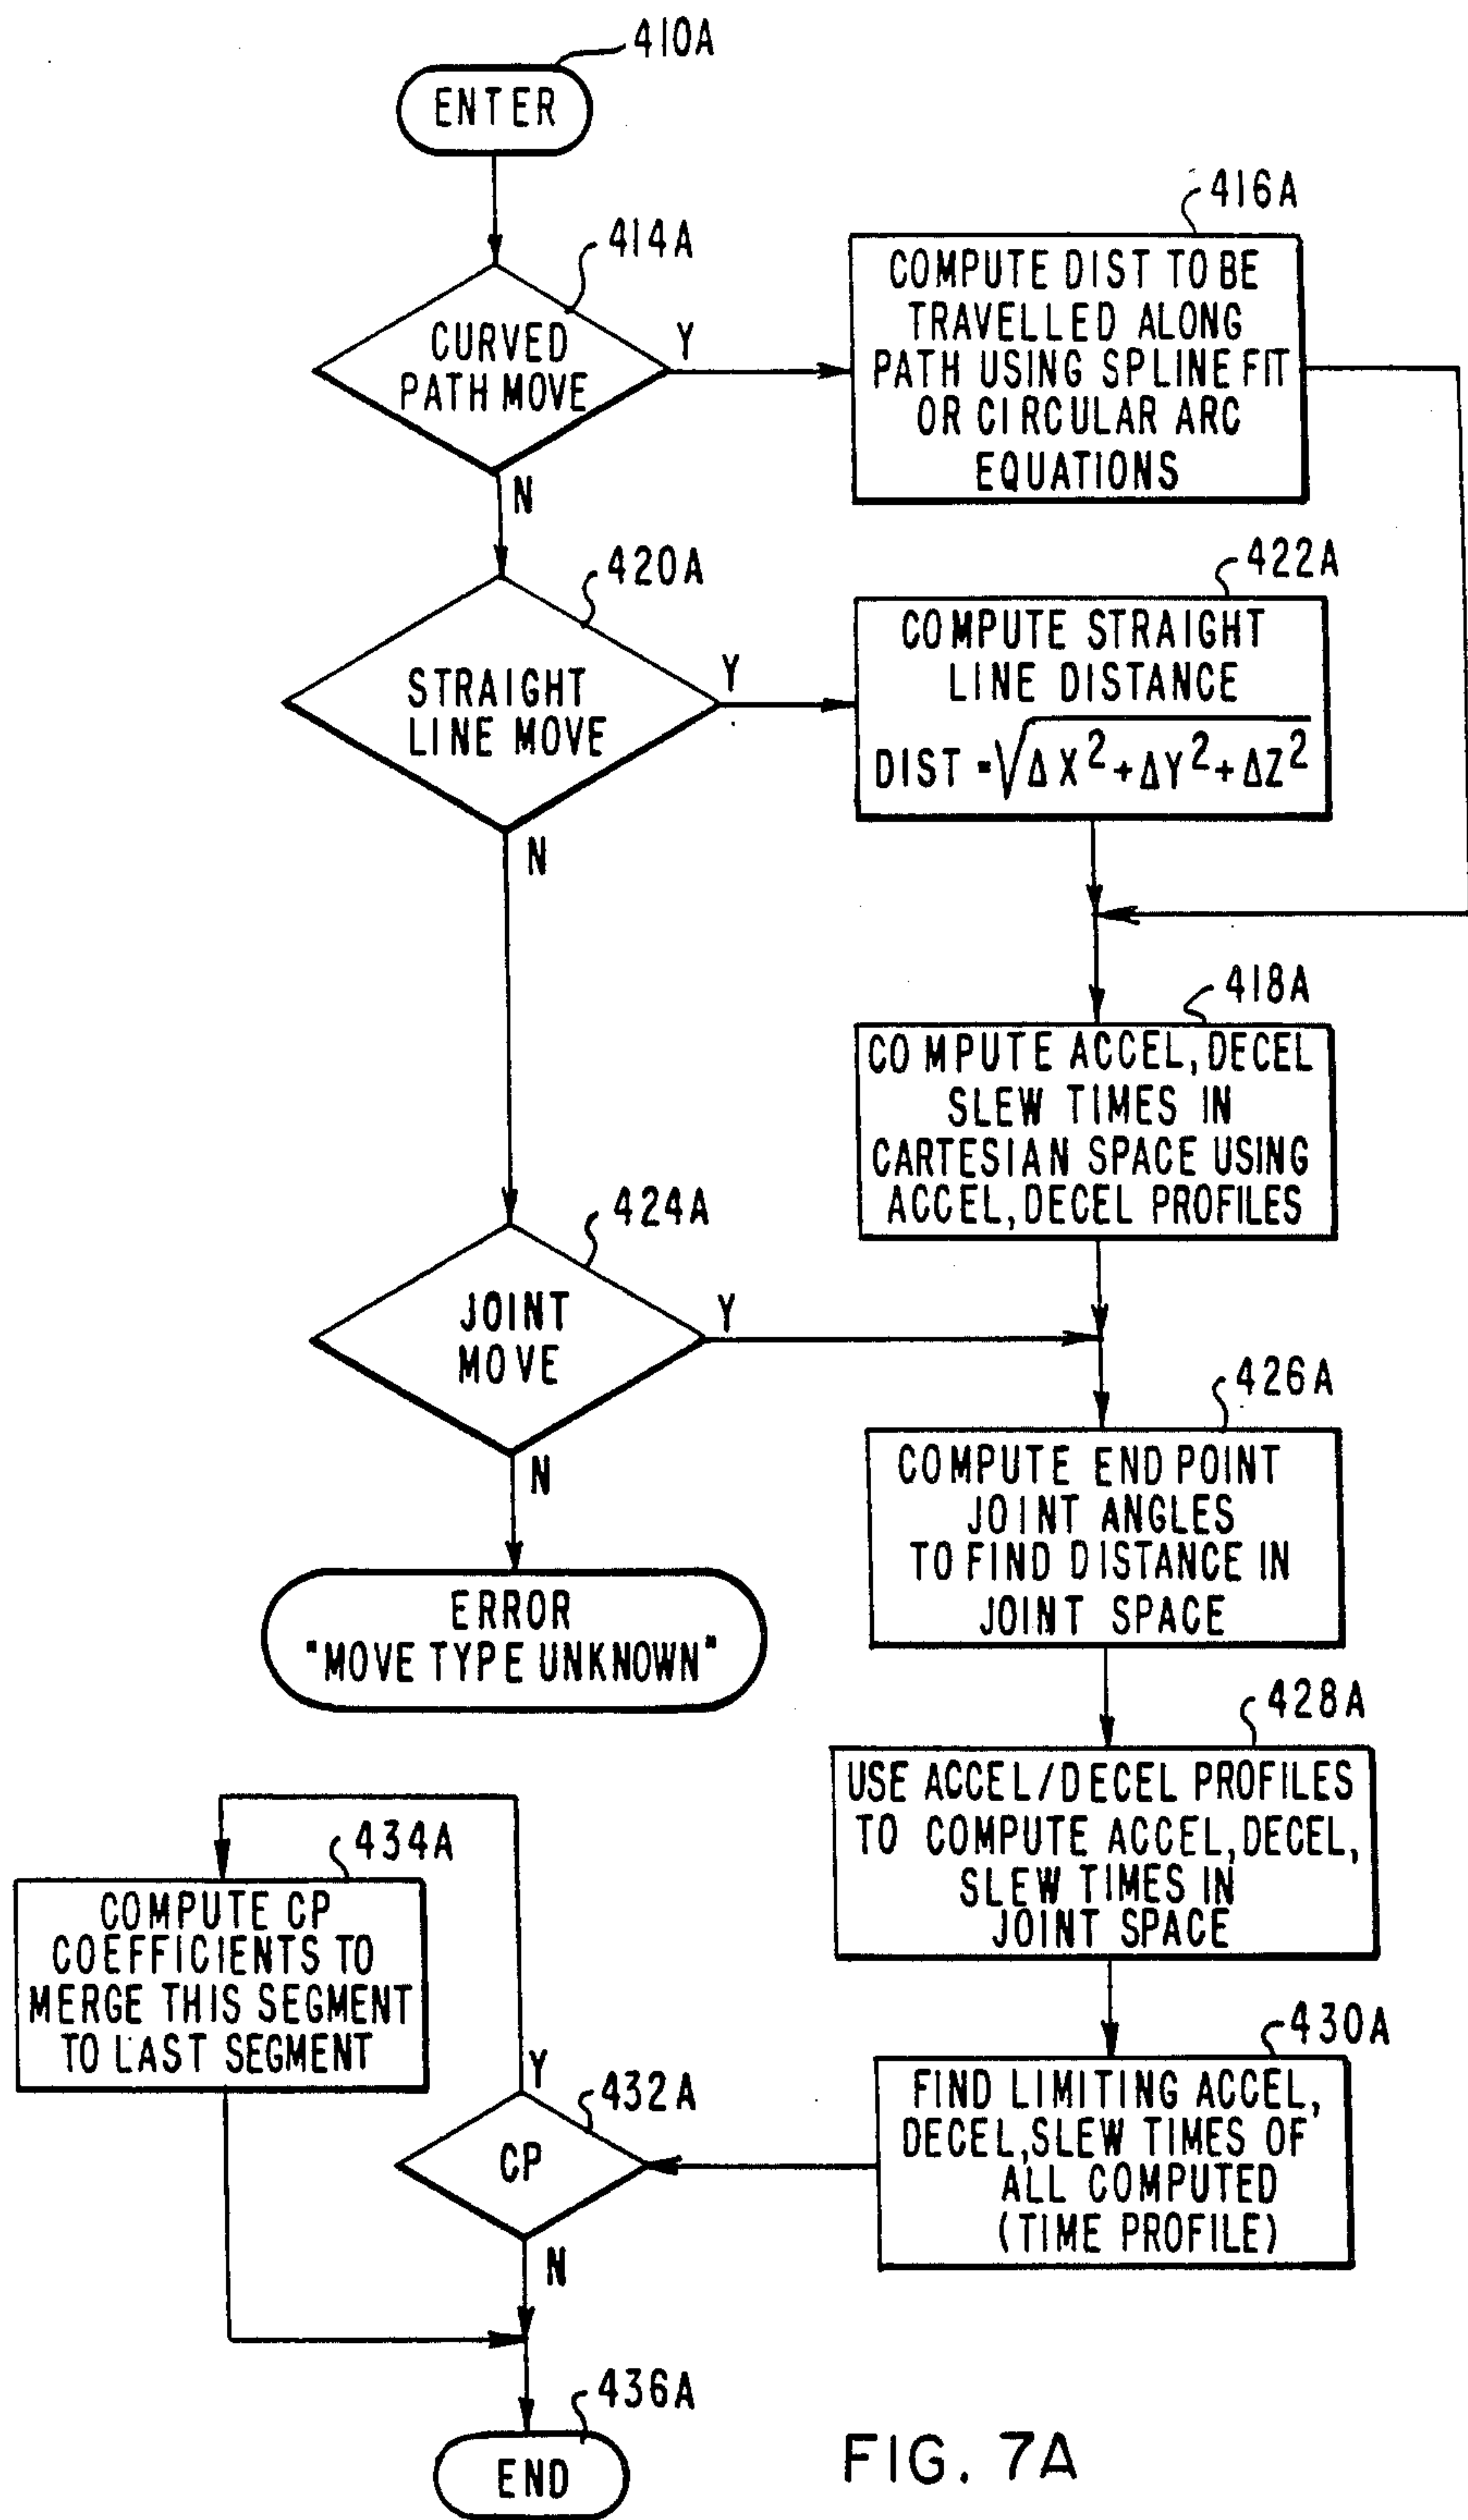 410A
ENTER
414A
CURVED
PATH MOVE
Y
N
416A
COMPUTE DIST TO BE
TRAVELLED ALONG
PATH USING SPLINE FIT
OR CIRCULAR ARC
EQUATIONS
420A
STRAIGHT
LINE MOVE
Y
N
422A
COMPUTE STRAIGHT
LINE DISTANCE
DIST = √ΔX² + ΔY² + ΔZ²
418A
COMPUTE ACCEL, DECEL
SLEW TIMES IN
CARTESIAN SPACE USING
ACCEL, DECEL PROFILES
424A
JOINT
MOVE
Y
N
ERROR
"MOVE TYPE UNKNOWN"
426A
COMPUTE END POINT
JOINT ANGLES
TO FIND DISTANCE IN
JOINT SPACE
428A
USE ACCEL/DECEL PROFILES
TO COMPUTE ACCEL, DECEL,
SLEW TIMES IN
JOINT SPACE
430A
FIND LIMITING ACCEL,
DECEL, SLEW TIMES OF
ALL COMPUTED
(TIME PROFILE)
432A
CP
Y
N
434A
COMPUTE CP
COEFFICIENTS TO
MERGE THIS SEGMENT
TO LAST SEGMENT
436A
END
FIG. 7A